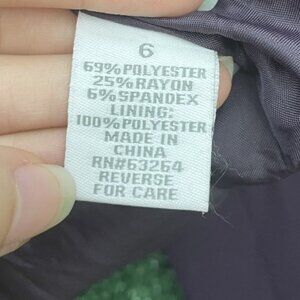 6
69%POLYESTER
25%RAYON
6%SPANDEX
LINING:
100%POLYESTER
MADE IN
CHINA
RN#63264
REVERSE
FOR CARE